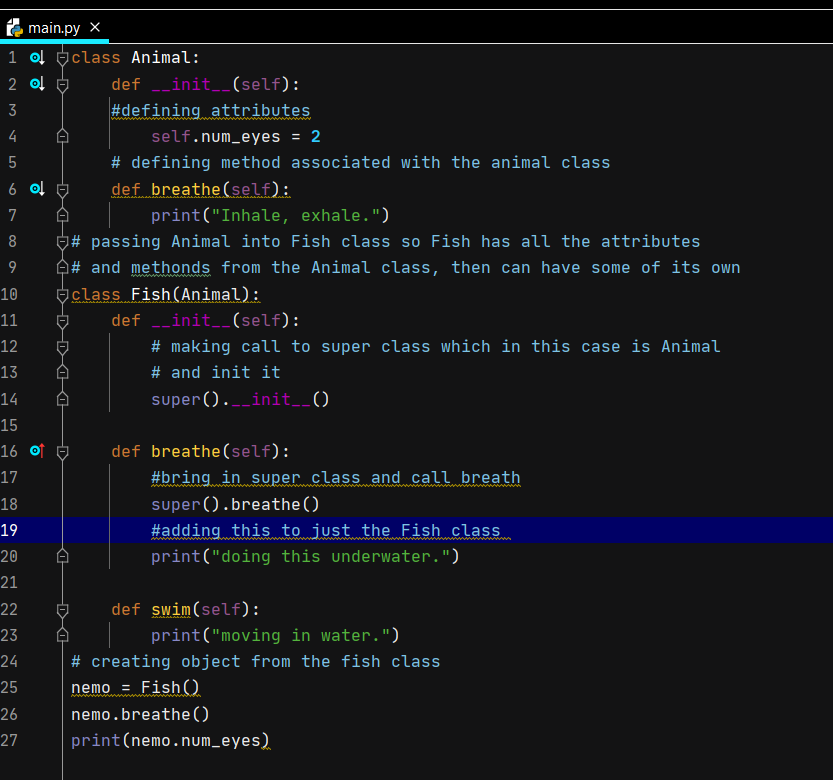 main.py ×
1 class Animal:
2     def __init__(self):
3     #defining attributes
4         self.num_eyes = 2
5     # defining method associated with the animal class
6     def breathe(self):
7         print("Inhale, exhale.")
8 # passing Animal into Fish class so Fish has all the attributes
9 # and methonds from the Animal class, then can have some of its own
10 class Fish(Animal):
11     def __init__(self):
12         # making call to super class which in this case is Animal
13         # and init it
14         super().__init__()
15
16     def breathe(self):
17         #bring in super class and call breath
18         super().breathe()
19         #adding this to just the Fish class
20         print("doing this underwater.")
21
22     def swim(self):
23         print("moving in water.")
24 # creating object from the fish class
25 nemo = Fish()
26 nemo.breathe()
27 print(nemo.num_eyes)